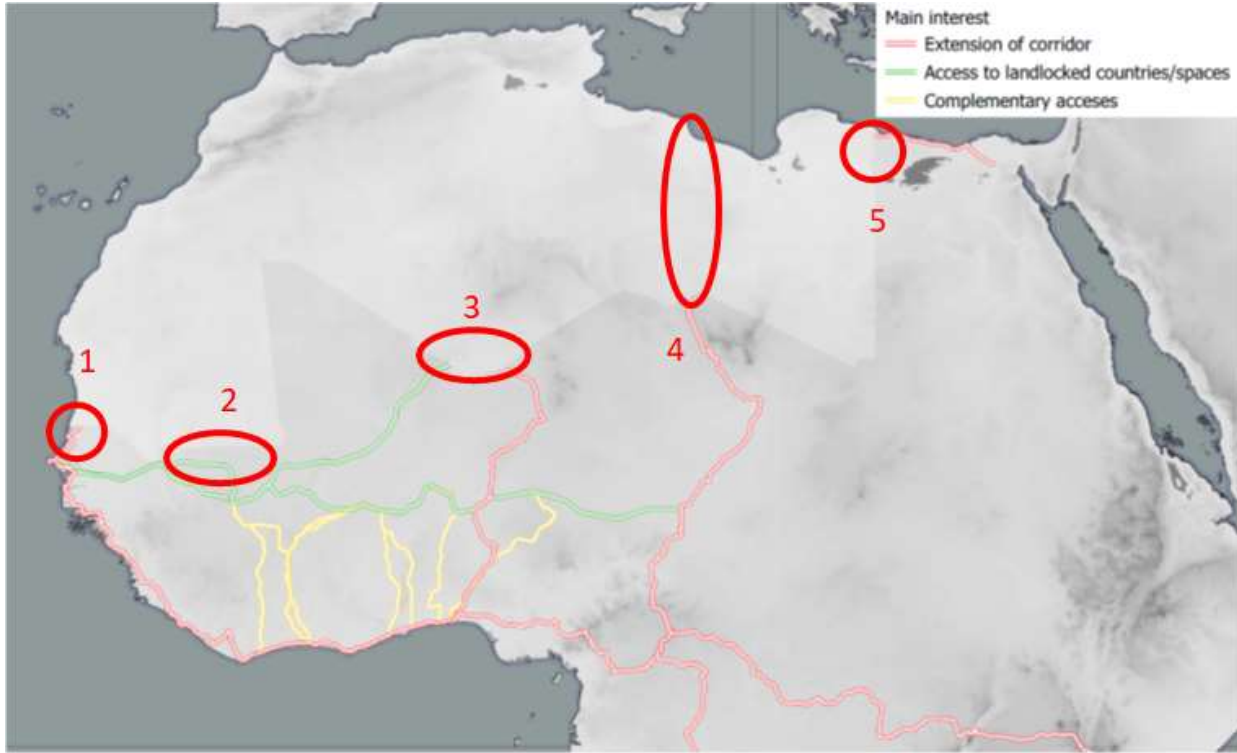 Main interest
Extension of corridor
Access to landlocked countries/spaces
Complementary acceses
1
2
3
4
5